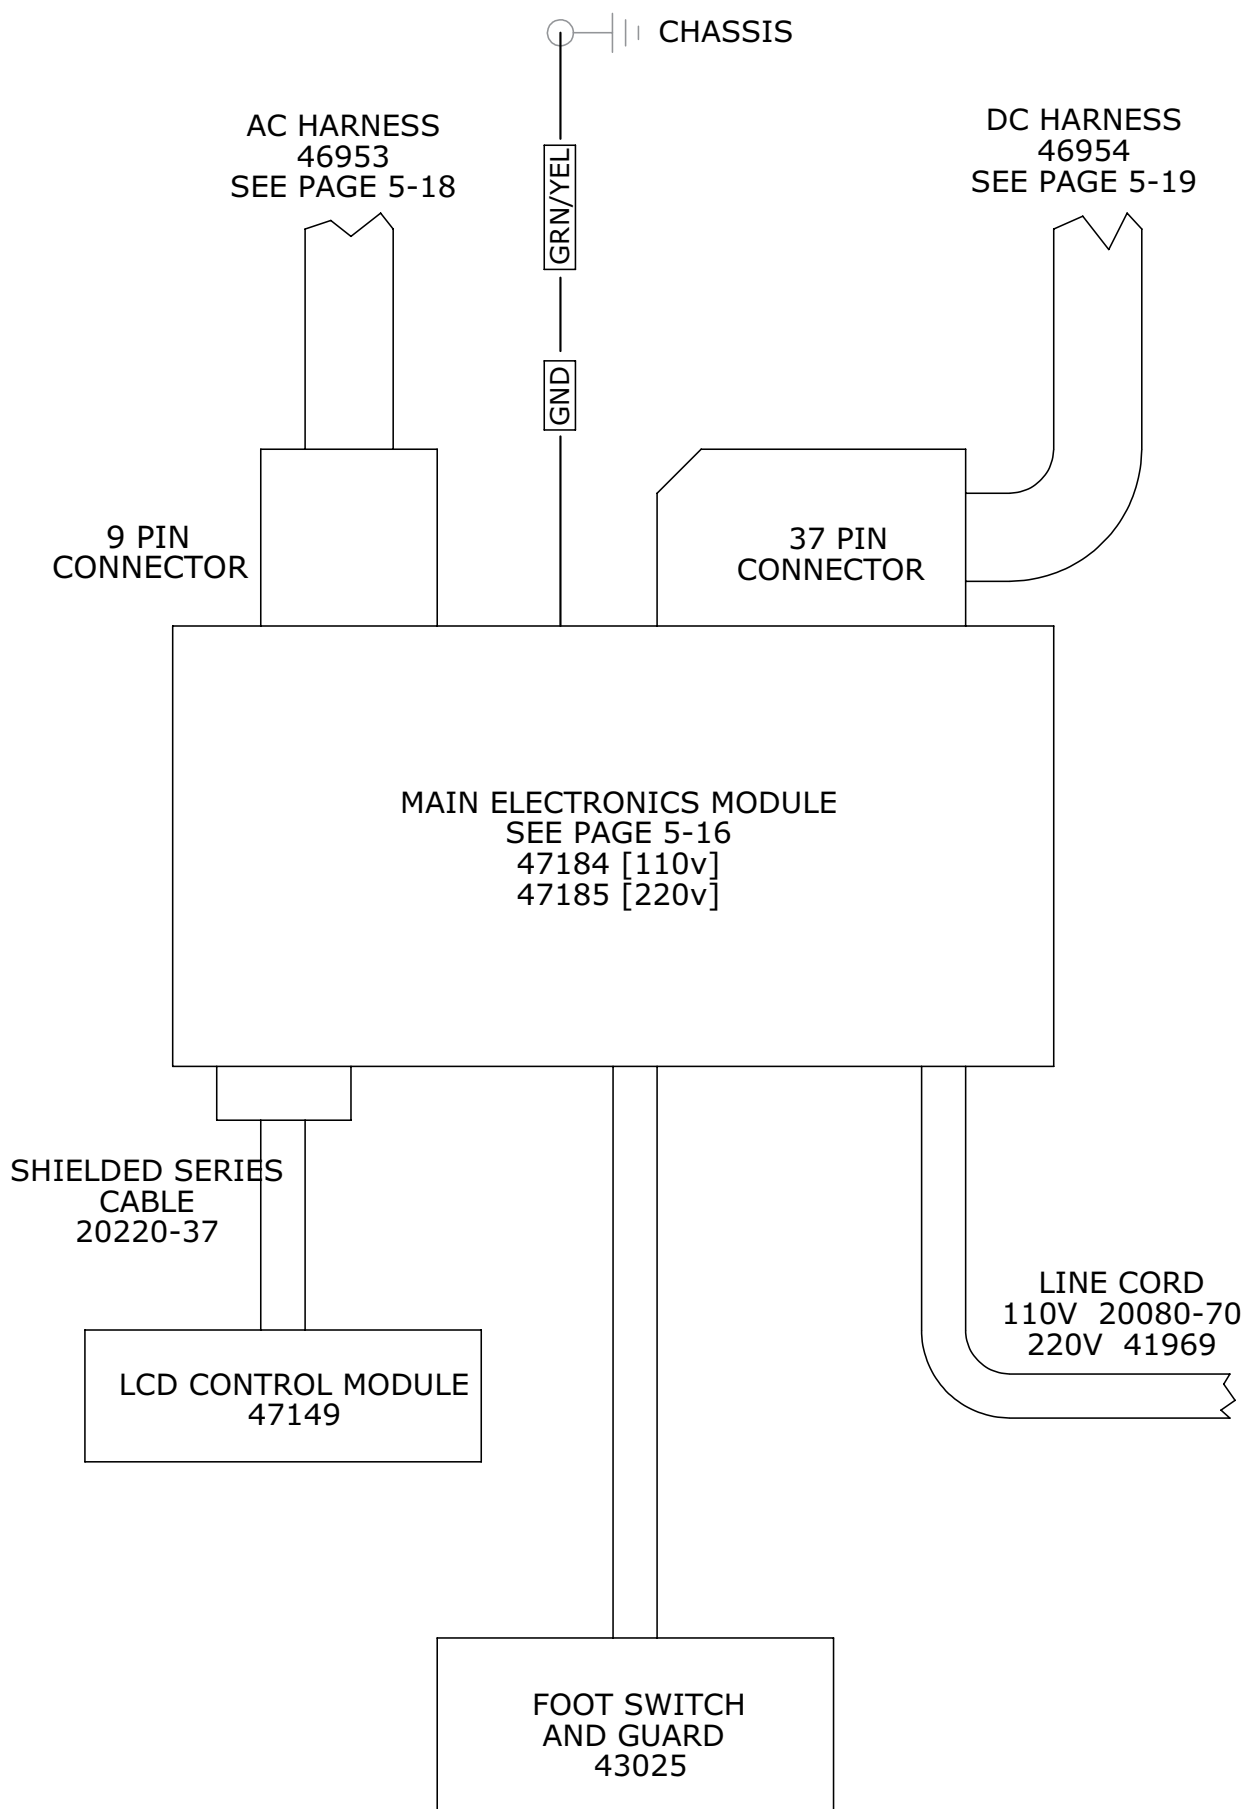 CHASSIS
AC HARNESS
46953
SEE PAGE 5-18
DC HARNESS
46954
SEE PAGE 5-19
GRN/YEL
GND
9 PIN
CONNECTOR
37 PIN
CONNECTOR
MAIN ELECTRONICS MODULE
SEE PAGE 5-16
47184 [110v]
47185 [220v]
SHIELDED SERIES
CABLE
20220-37
LINE CORD
110V 20080-70
220V 41969
LCD CONTROL MODULE
47149
FOOT SWITCH
AND GUARD
43025